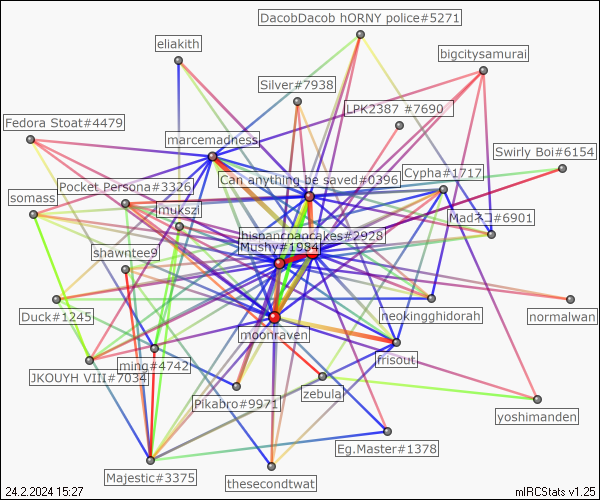 DacobDacob hORNY police#5271
eliakith
bigcitysamurai
Silver#7938
LPK2387 #7690
Fedora Stoat#4479
marcemadness
Swirly Boi#6154
Can anything be saved#0396
Cypha#1717
Pocket Persona#3326
somass
mukszi
Madネコ#6901
hispancoapcakes#2928
Mushy#1984
shawntee9
Duck#1245
neokingghidorah
normalwan
moonraven
frisout
ming#4742
JKOUYH VIII#7034
Pikabro#9971
zebula
yoshimanden
Eg.Master#1378
Majestic#3375
thesecondtwat
24.2.2024 15:27
mIRCStats v1.25